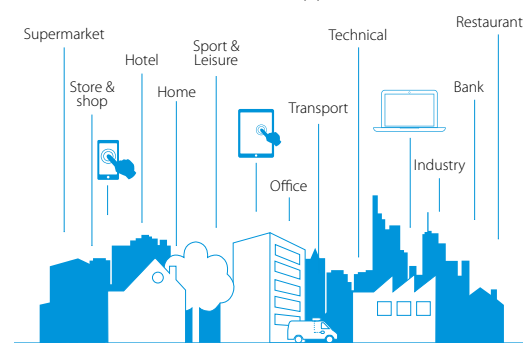 Supermarket
Store &
shop
Hotel
Home
Sport &
Leisure
Office
Transport
Technical
Industry
Bank
Restaurant